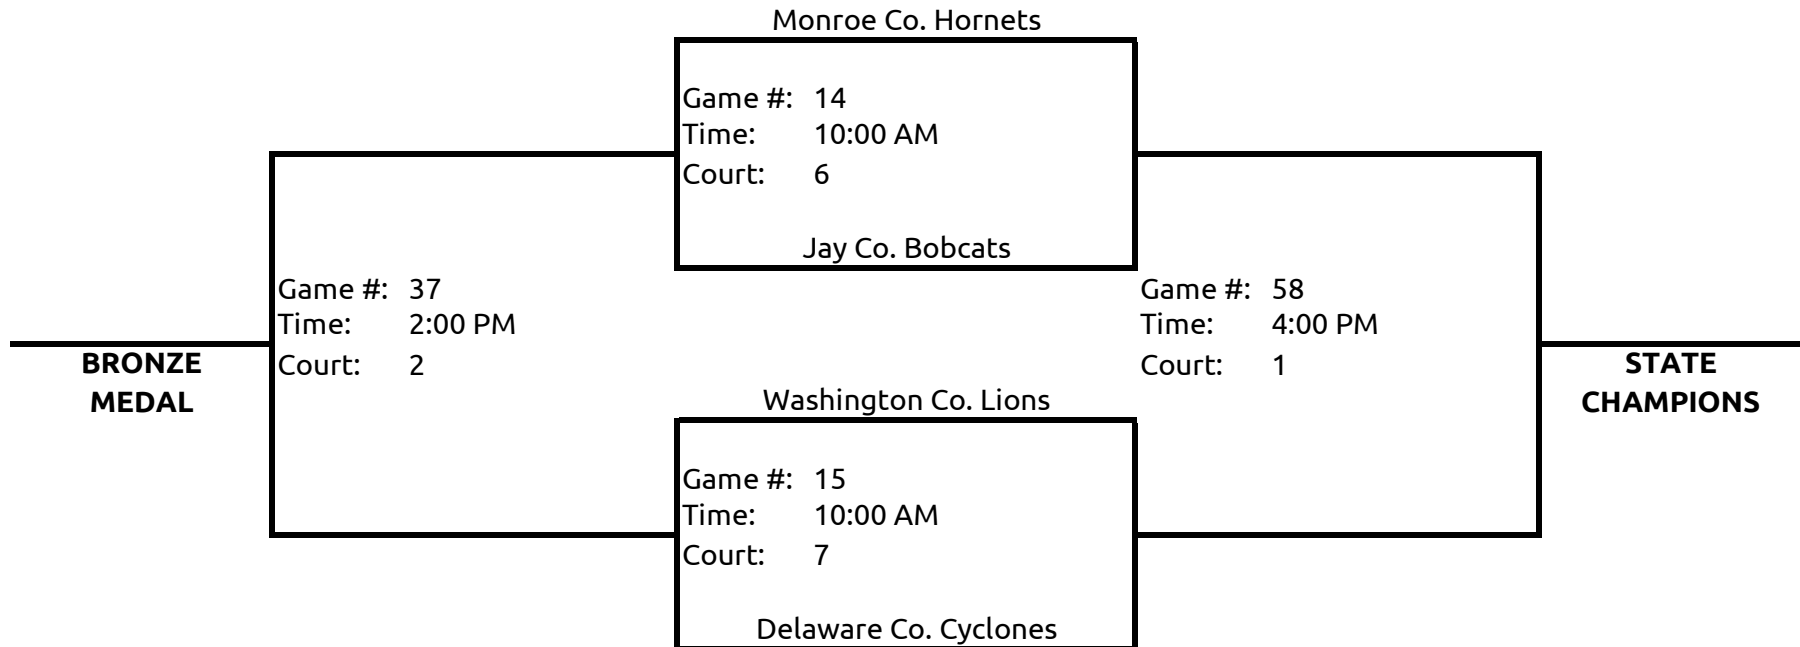 Monroe Co. Hornets
Game #: 14
Time: 10:00 AM
Court: 6
Jay Co. Bobcats
Game #: 37
Time: 2:00 PM
Court: 2
BRONZE
MEDAL
Game #: 58
Time: 4:00 PM
Court: 1
STATE
CHAMPIONS
Washington Co. Lions
Game #: 15
Time: 10:00 AM
Court: 7
Delaware Co. Cyclones